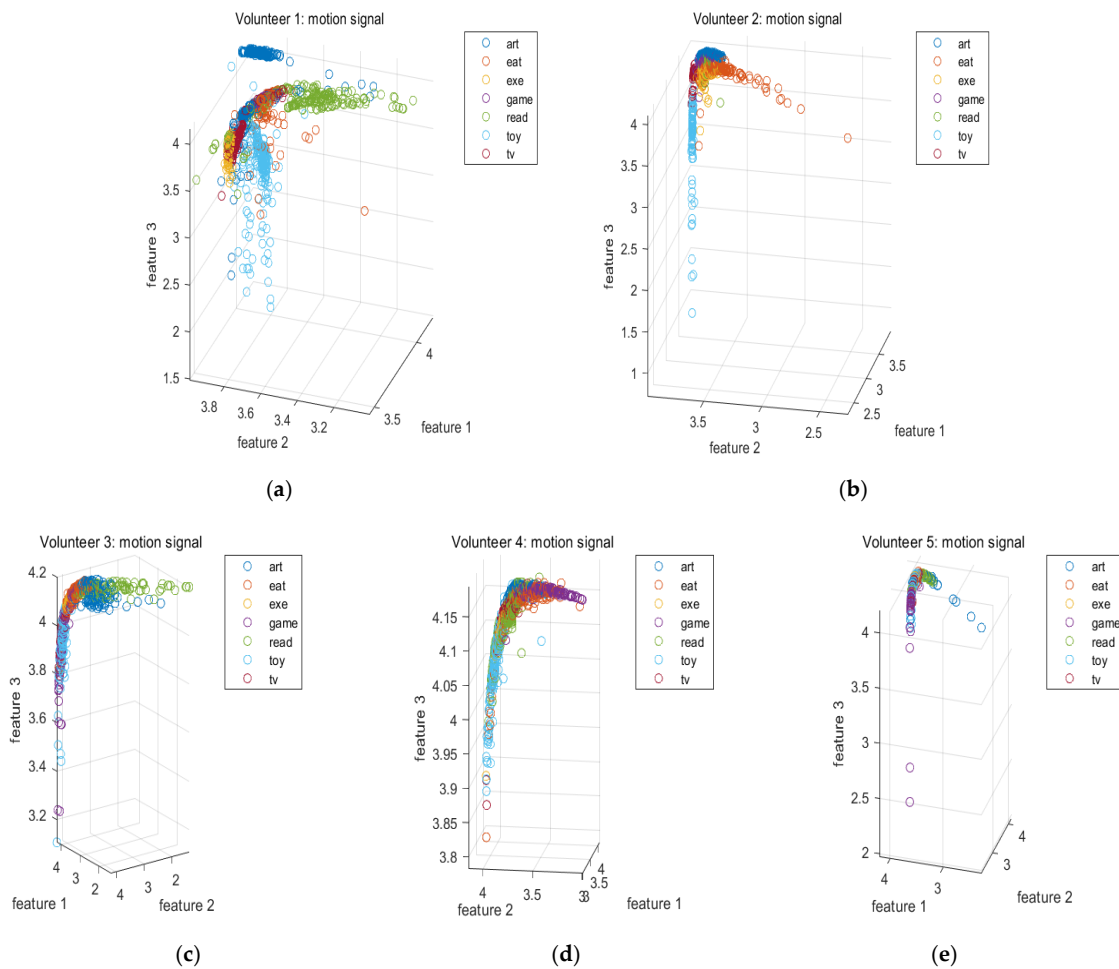 Volunteer 1: motion signal
art
eat
exe
game
read
toy
tv
4
3.5
3
2.5
2
1.5
feature 3
3.8
3.6
3.4
3.2
feature 2
4
3.5
feature 1
(a)
Volunteer 2: motion signal
art
eat
exe
game
read
toy
tv
4
3.5
3
2.5
2
1.5
1
feature 3
3.5
3
2.5
feature 2
3.5
3
2.5
feature 1
(b)
Volunteer 3: motion signal
art
eat
exe
game
read
toy
tv
4.2
4
3.8
3.6
3.4
3.2
feature 3
4
3
2
feature 1
4
3
2
feature 2
(c)
Volunteer 4: motion signal
art
eat
exe
game
read
toy
tv
4.15
4.1
4.05
4
3.95
3.9
3.85
3.8
feature 3
4
3.5
3
feature 2
4
3.5
3
feature 1
(d)
Volunteer 5: motion signal
art
eat
exe
game
read
toy
tv
4
3.5
3
2.5
2
feature 3
4
3
feature 1
4
3
feature 2
(e)